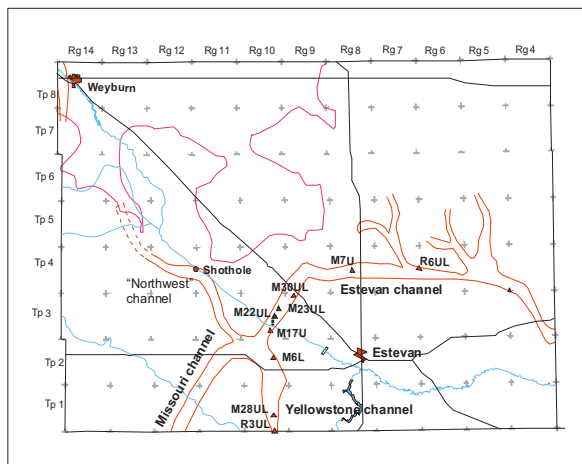 Rg 14 Rg 13 Rg 12 Rg 11 Rg 10 Rg 9 Rg 8 Rg 7 Rg 6 Rg 5 Rg 4
Weyburn
Tp 8
Tp 7
Tp 6
Tp 5
Tp 4
M7U
R6UL
Shothole
"Northwest"
channel
M30UL
Estevan channel
Tp 3
M22UL
M23UL
M17U
Estevan
Tp 2
M6L
Missouri channel
Tp 1
M28UL
Yellowstone channel
R3UL